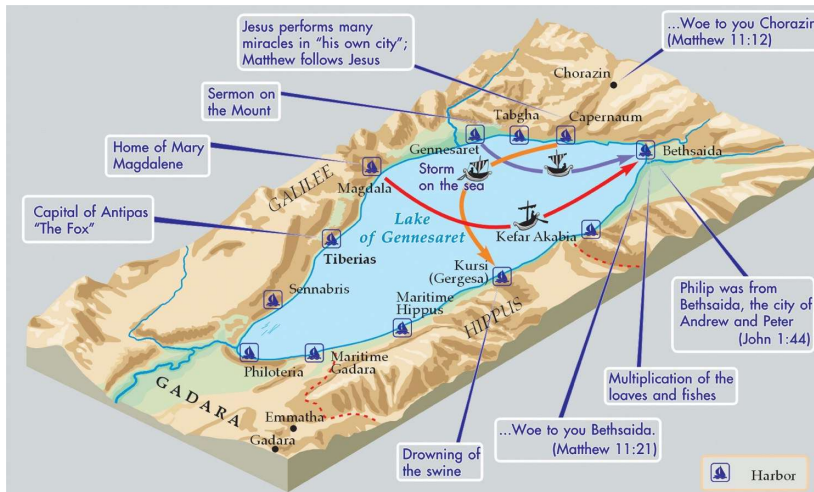 Jesus performs many
miracles in “his own city”;
Matthew follows Jesus
...Woe to you Chorazin
(Matthew 11:12)
Chorazin
Sermon on
the Mount
Tabgha
Capernaum
Home of Mary
Magdalene
Gennesaret
Bethsaida
Storm
on the sea
Magdala
GALILEE
Capital of Antipas
“The Fox”
Lake
of Gennesaret
Kefar Akabia
Tiberias
Kursi
(Gergesa)
Sennabris
Maritime
Hippus
HIPPUS
Philip was from
Bethsaida, the city of
Andrew and Peter
(John 1:44)
Philoteria
Maritime
Gadara
GADARA
Multiplication of the
loaves and fishes
Emmatha
Gadara
...Woe to you Bethsaida.
(Matthew 11:21)
Drowning of
the swine
Harbor